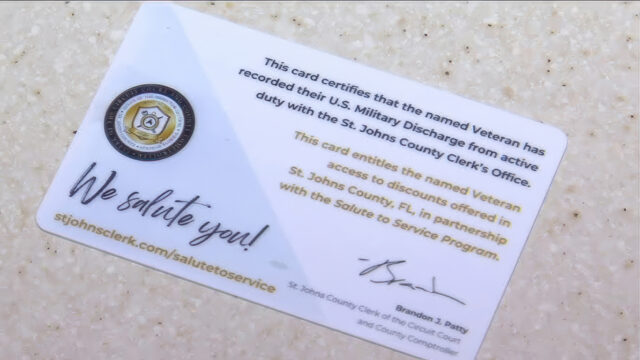 This card certifies that the named Veteran has
recorded their U.S. Military Discharge from active
duty with the St. Johns County Clerk's Office.
This card entitles the named Veteran
access to discounts offered in
St. Johns County, FL, in partnership
with the Salute to Service Program.
We salute you!
stjohnsclerk.com/salutetoservice
Brandon J. Patty
St. Johns County Clerk of the Circuit Court
and County Comptroller